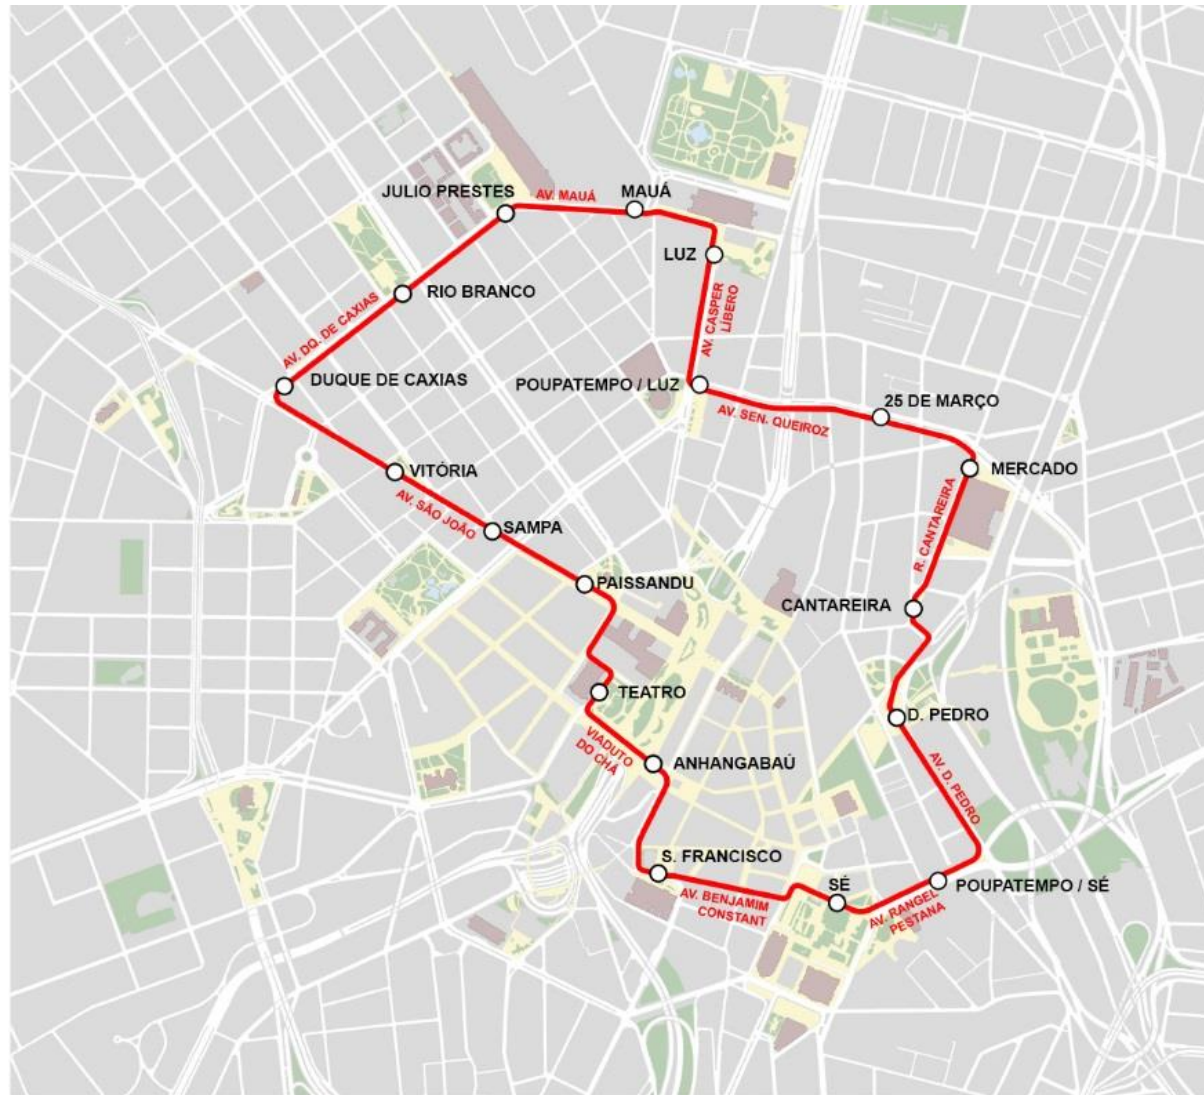 JULIO PRESTES
AV. MAUÁ
MAUÁ
LUZ
RIO BRANCO
AV. DQ. DE CAXIAS
AV. CASPER
LÍBERO
DUQUE DE CAXIAS
POUPATEMPO / LUZ
AV. SEN. QUEIROZ
25 DE MARÇO
MERCADO
VITÓRIA
AV. SÃO JOÃO
SAMPA
R. CANTAREIRA
PAISSANDU
CANTAREIRA
TEATRO
D. PEDRO
VIADUTO
DO CHÁ
ANHANGABAÚ
AV. D. PEDRO
S. FRANCISCO
AV. BENJAMIM
CONSTANT
SÉ
POUPATEMPO / SÉ
AV. RANGEL
PESTANA